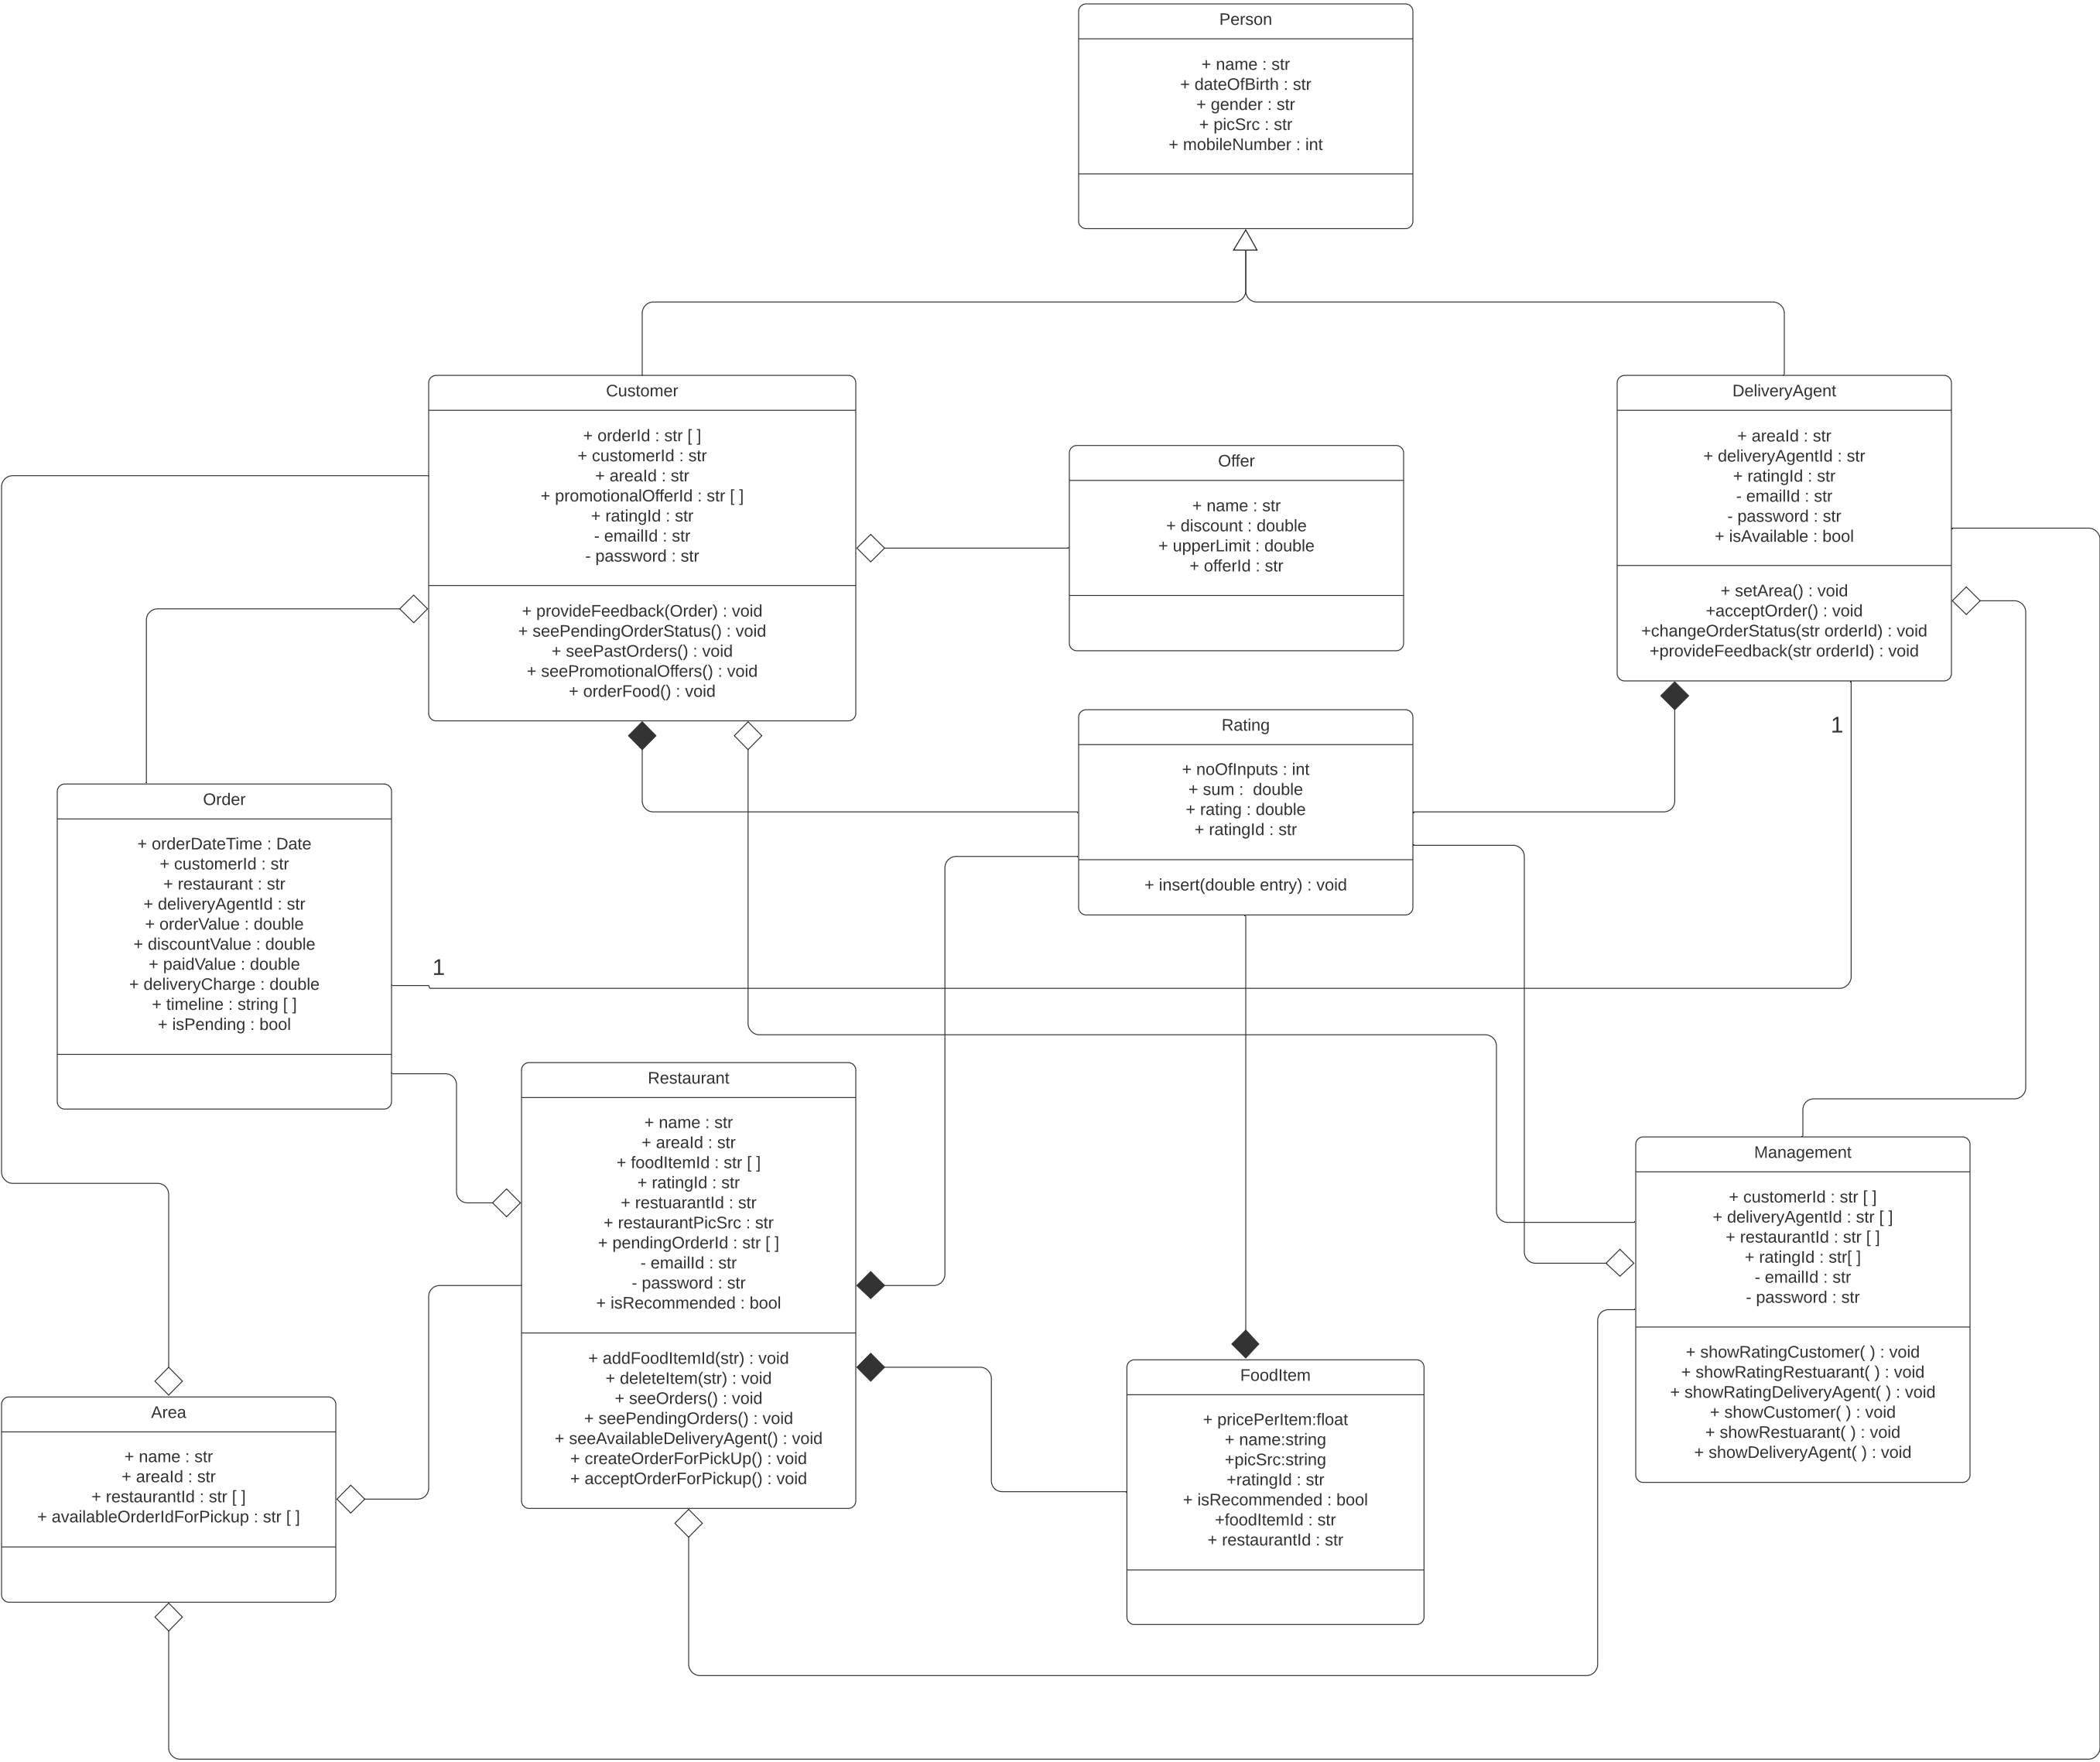 Person
+ name : str
+ dateOfBirth : str
+ gender : str
+ picSrc : str
+ mobileNumber : int
Customer
+ orderId : str [ ]
+ customerId : str
+ areaId : str
+ promotionalOfferId : str [ ]
+ ratingId : str
- emailId : str
- password : str
+ provideFeedback(Order) : void
+ seePendingOrderStatus() : void
+ seePastOrders() : void
+ seePromotionalOffers() : void
+ orderFood() : void
Offer
+ name : str
+ discount : double
+ upperLimit : double
+ offerId : str
DeliveryAgent
+ areaId : str
+ deliveryAgentId : str
+ ratingId : str
- emailId : str
- password : str
+ isAvailable : bool
+ setArea() : void
+acceptOrder() : void
+changeOrderStatus(str orderId) : void
+provideFeedback(str orderId) : void
1
Rating
+ noOfInputs : int
+ sum :  double
+ rating : double
+ ratingId : str
+ insert(double entry) : void
Order
+ orderDateTime : Date
+ customerId : str
+ restaurant : str
+ deliveryAgentId : str
+ orderValue : double
+ discountValue : double
+ paidValue : double
+ deliveryCharge : double
+ timeline : string [ ]
+ isPending : bool
1
Restaurant
+ name : str
+ areaId : str
+ foodItemId : str [ ]
+ ratingId : str
+ restuarantId : str
+ restaurantPicSrc : str
+ pendingOrderId : str [ ]
- emailId : str
- password : str
+ isRecommended : bool
+ addFoodItemId(str) : void
+ deleteItem(str) : void
+ seeOrders() : void
+ seePendingOrders() : void
+ seeAvailableDeliveryAgent() : void
+ createOrderForPickUp() : void
+ acceptOrderForPickup() : void
Management
+ customerId : str [ ]
+ deliveryAgentId : str [ ]
+ restaurantId : str [ ]
+ ratingId : str[ ]
- emailId : str
- password : str
+ showRatingCustomer( ) : void
+ showRatingRestuarant( ) : void
+ showRatingDeliveryAgent( ) : void
+ showCustomer( ) : void
+ showRestuarant( ) : void
+ showDeliveryAgent( ) : void
FoodItem
+ pricePerItem:float
+ name:string
+picSrc:string
+ratingId : str
+ isRecommended : bool
+foodItemId : str
+ restaurantId : str
Area
+ name : str
+ areaId : str
+ restaurantId : str [ ]
+ availableOrderIdForPickup : str [ ]